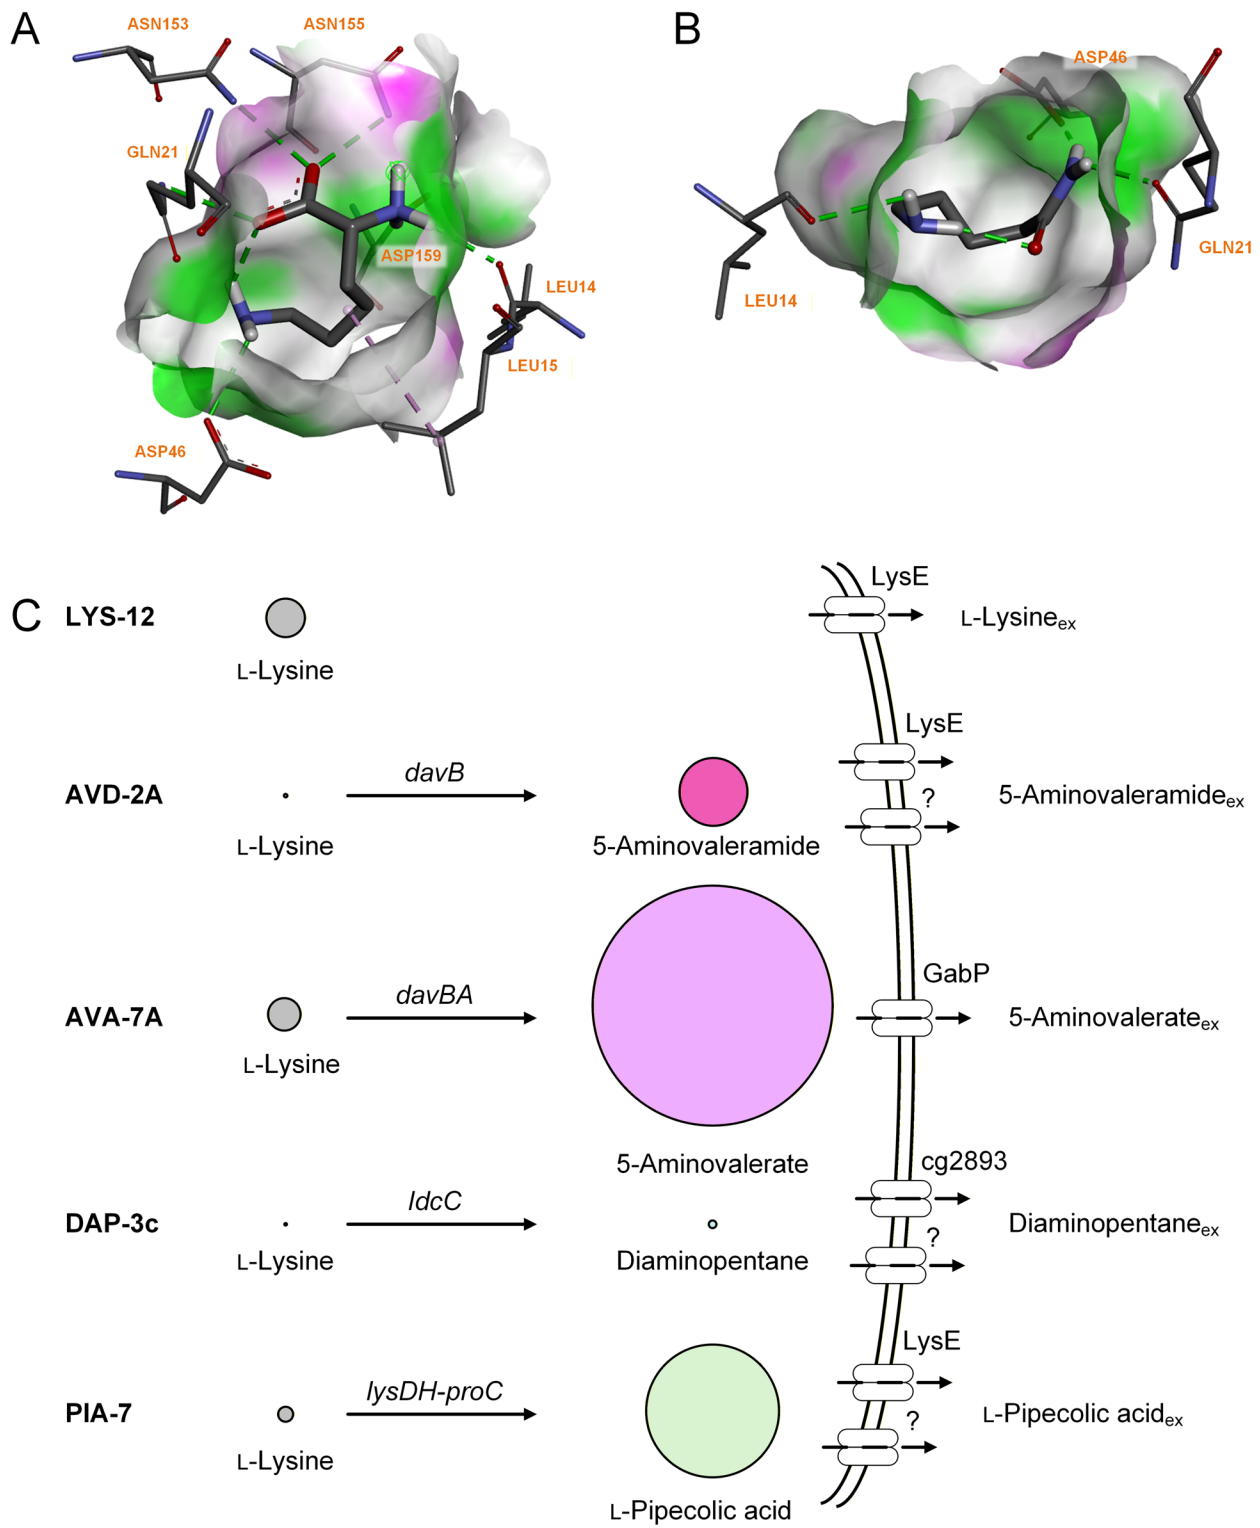 A
ASN153
ASN155
GLN21
ASP159
LEU14
LEU15
ASP46
B
ASP46
GLN21
LEU14
C
LYS-12
L-Lysine
LysE
L-Lysineex
AVD-2A
L-Lysine
davB
5-Aminovaleramide
LysE
?
5-Aminovaleramideex
AVA-7A
L-Lysine
davBA
5-Aminovalerate
GabP
5-Aminovalerateex
DAP-3c
L-Lysine
ldcC
Diaminopentane
cg2893
?
Diaminopentaneex
PIA-7
L-Lysine
lysDH-proC
L-Pipecolic acid
LysE
?
L-Pipecolic acidex